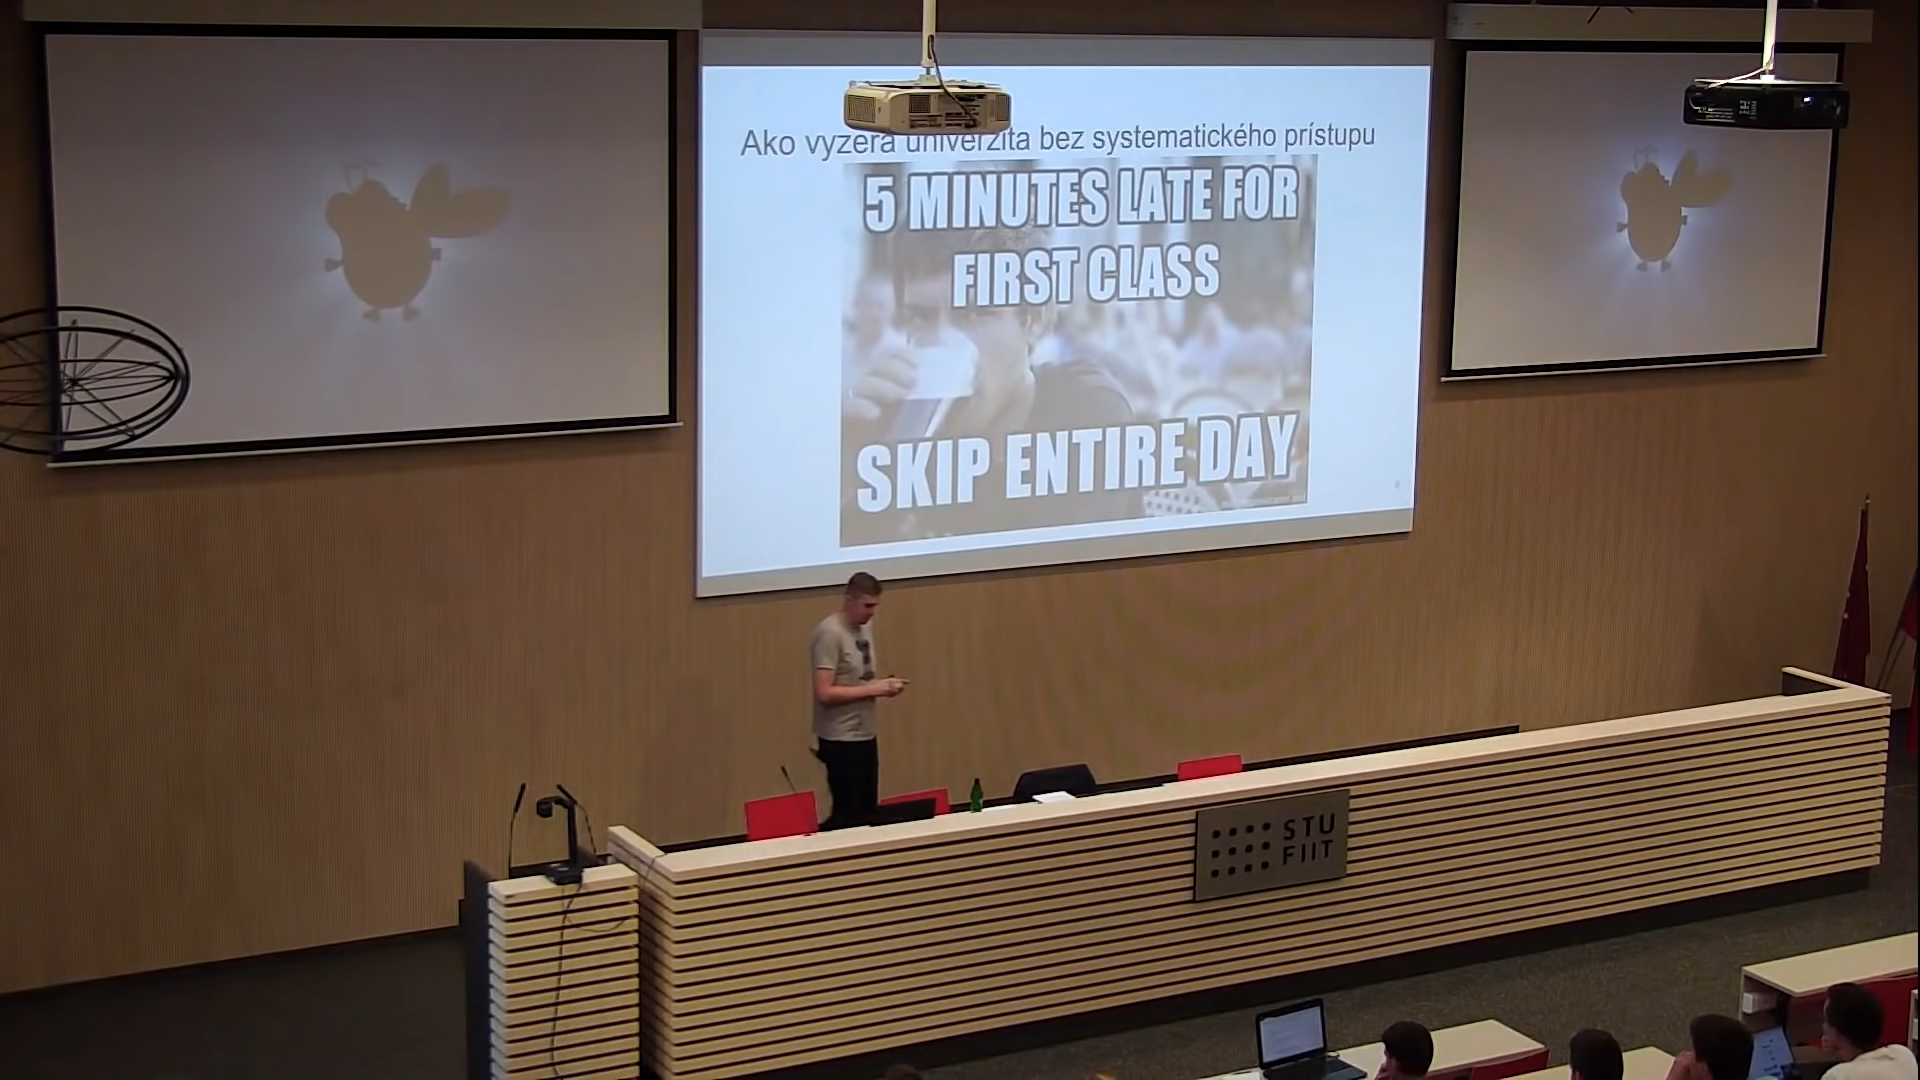 Ako vyzerá univerzita bez systematického prístupu
5 MINUTES LATE FOR
FIRST CLASS
SKIP ENTIRE DAY
STU
FIIT